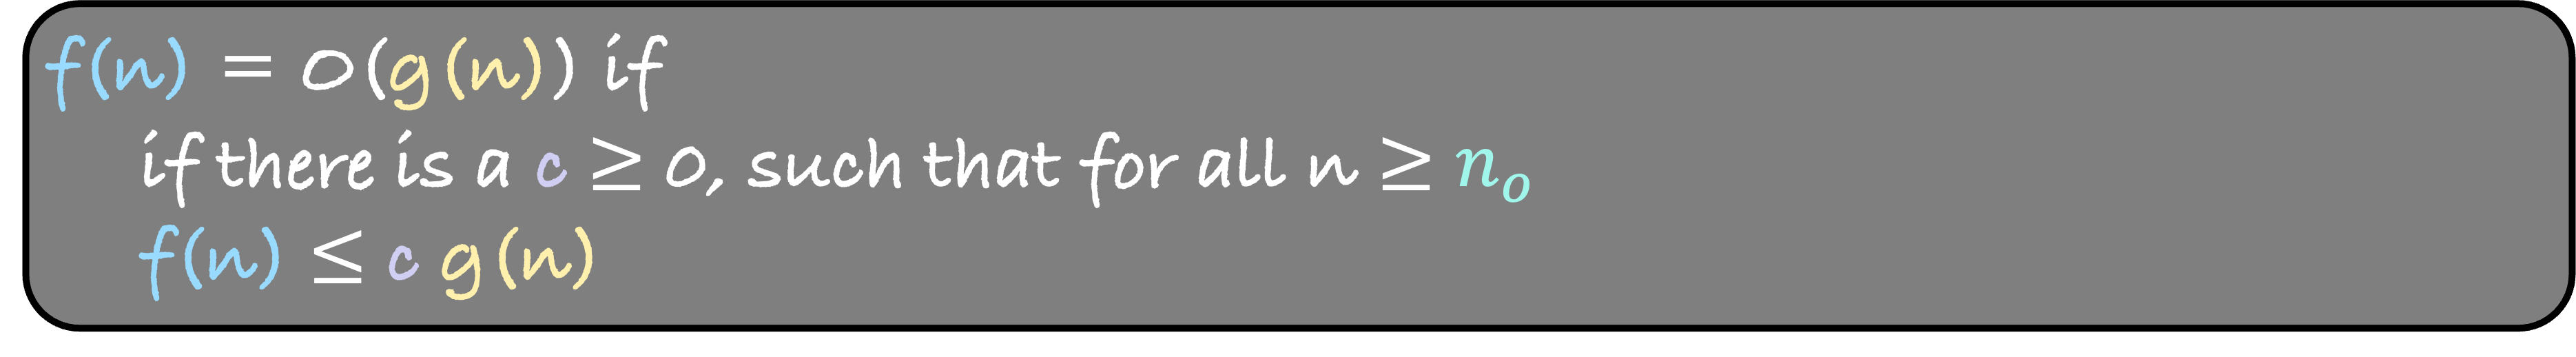 f(n) = O(g(n)) if
if there is a c ≥ 0, such that for all n ≥ n₀
f(n) ≤ c g(n)